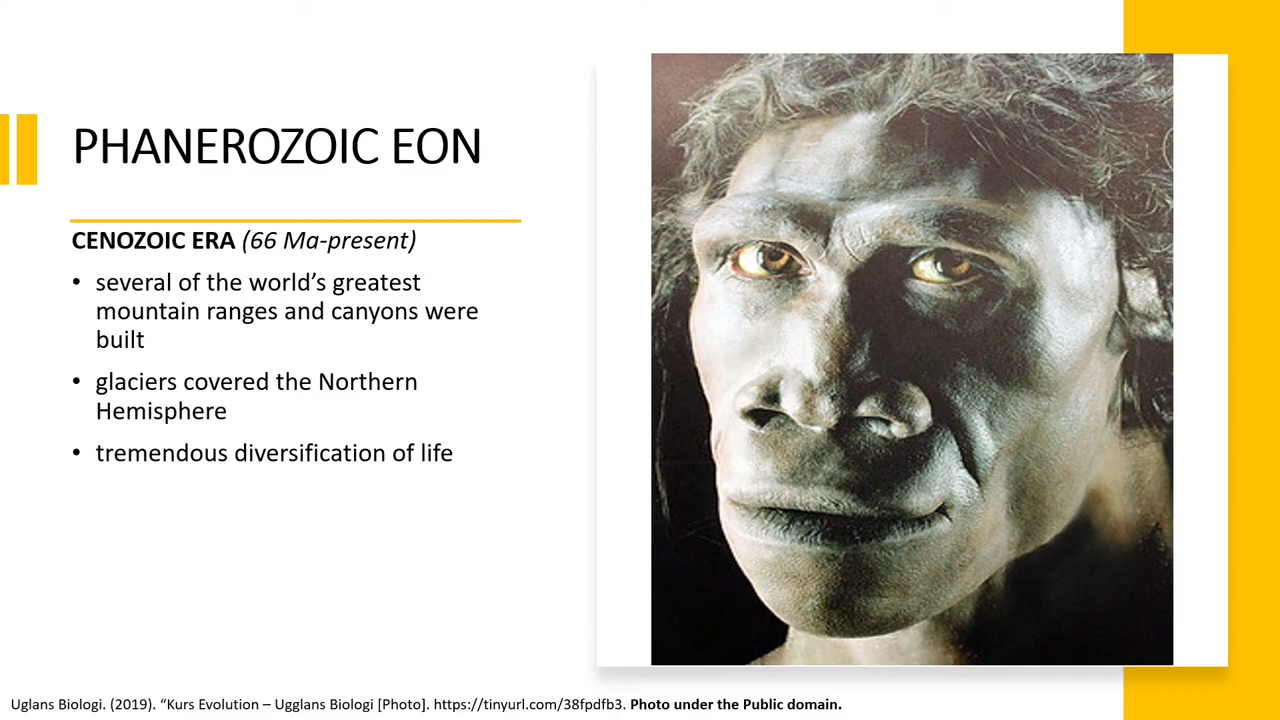 PHANEROZOIC EON
CENOZOIC ERA (66 Ma-present)
• several of the world’s greatest
mountain ranges and canyons were
built
• glaciers covered the Northern
Hemisphere
• tremendous diversification of life
Uglans Biologi. (2019). “Kurs Evolution – Ugglans Biologi [Photo]. https://tinyurl.com/38fpdfb3. Photo under the Public domain.